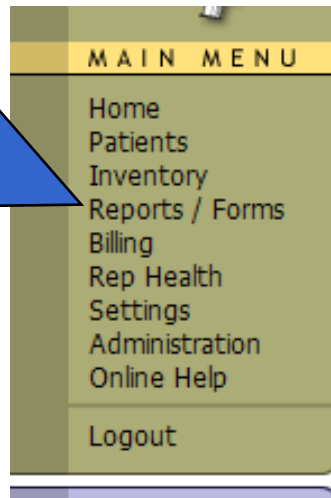 MAIN MENU
Home
Patients
Inventory
Reports / Forms
Billing
Rep Health
Settings
Administration
Online Help
Logout